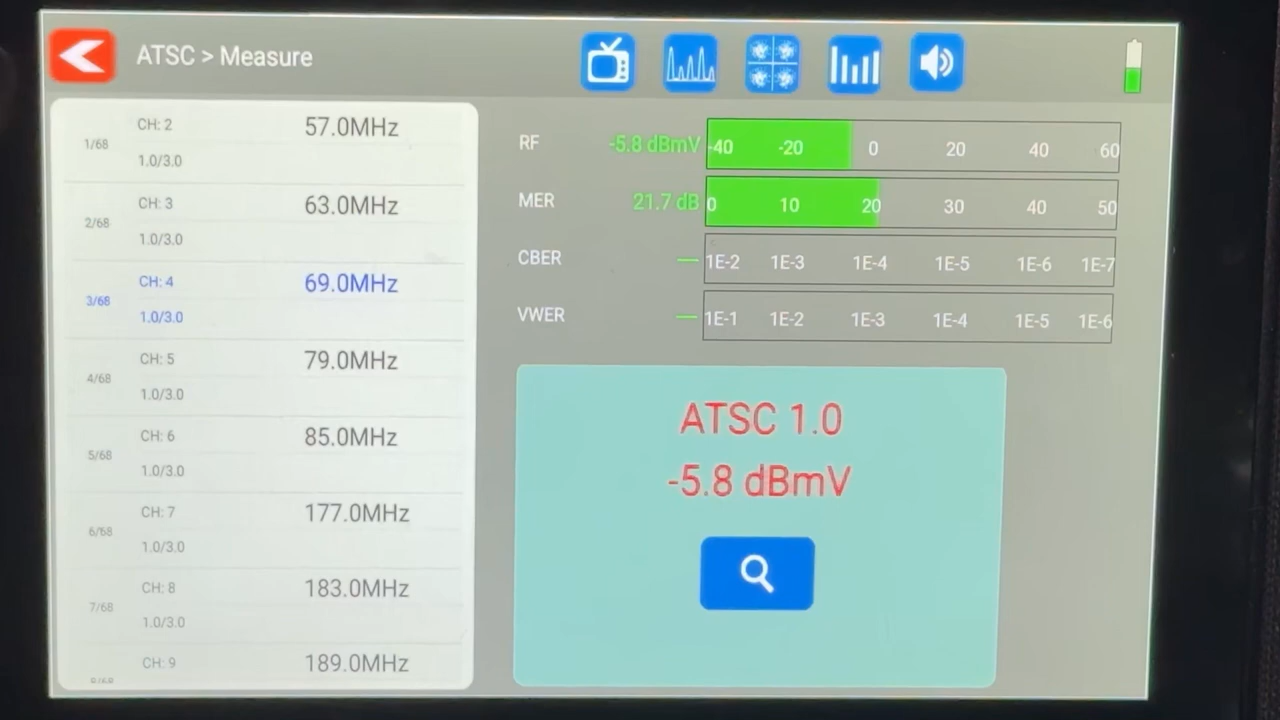 ATSC > Measure
CH: 2 57.0MHz
1/68
1.0/3.0
CH: 3 63.0MHz
2/68
1.0/3.0
CH: 4 69.0MHz
3/68
1.0/3.0
CH: 5 79.0MHz
4/68
1.0/3.0
CH: 6 85.0MHz
5/68
1.0/3.0
CH: 7 177.0MHz
6/68
1.0/3.0
CH: 8 183.0MHz
7/68
1.0/3.0
CH: 9 189.0MHz
RF -5.8 dBmV -40 -20 0 20 40 60
MER 21.7 dB 0 10 20 30 40 50
CBER — 1E-2 1E-3 1E-4 1E-5 1E-6 1E-7
VWER — 1E-1 1E-2 1E-3 1E-4 1E-5 1E-6
ATSC 1.0
-5.8 dBmV